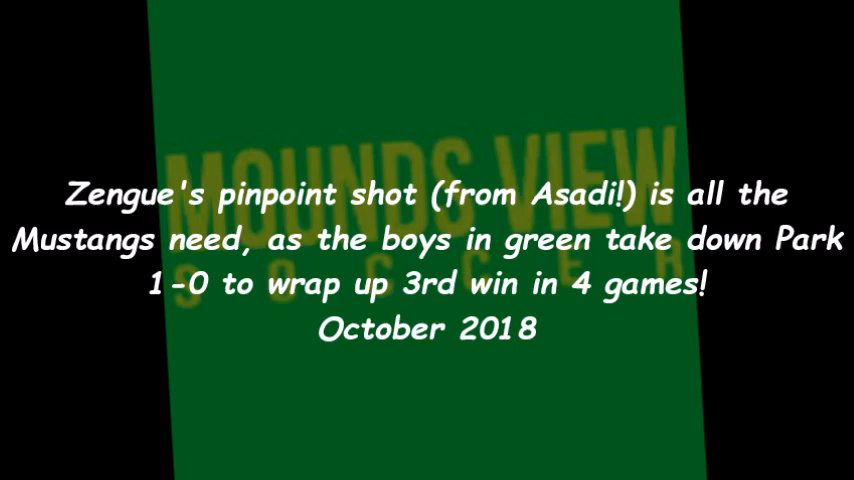 MOUNDS VIEW
SOCCER
Zengue's pinpoint shot (from Asadi!) is all the
Mustangs need, as the boys in green take down Park
1-0 to wrap up 3rd win in 4 games!
October 2018